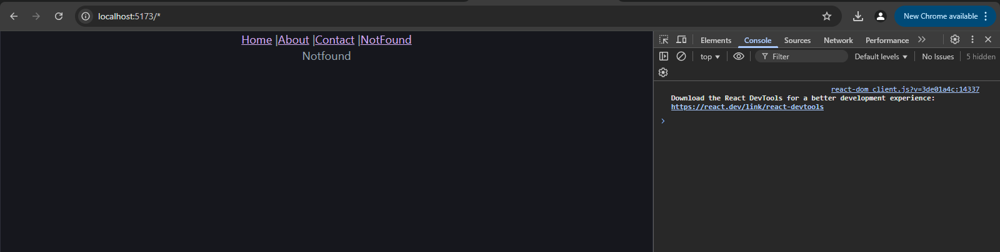 localhost:5173/*
New Chrome available
Home |About |Contact |NotFound
Notfound
Elements Console Sources Network Performance
top Filter Default levels No Issues 5 hidden
react-dom_client.js?v=3de01a4c:14337
Download the React DevTools for a better development experience:
https://react.dev/link/react-devtools